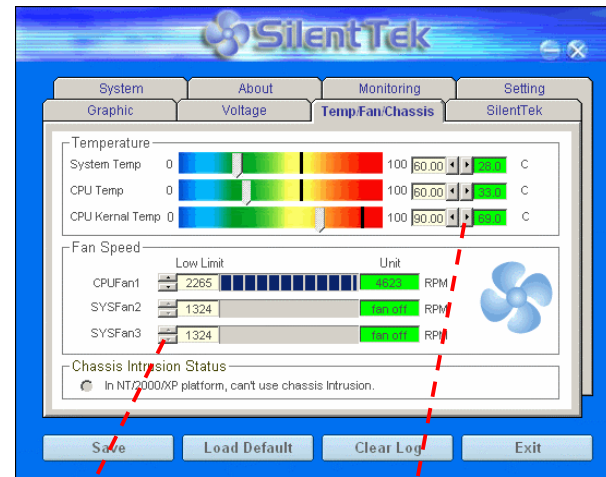 SilentTek
System About Monitoring Setting
Graphic Voltage Temp/Fan/Chassis SilentTek
Temperature
System Temp 0 100 60.00 28.0 C
CPU Temp 0 100 60.00 33.0 C
CPU Kernal Temp 0 100 90.00 69.0 C
Fan Speed
Low Limit Unit
CPUFan1 2265 4623 RPM
SYSFan2 1324 fan off RPM
SYSFan3 1324 fan off RPM
Chassis Intrusion Status
In NT/2000/XP platform, can't use chassis Intrusion.
Save Load Default Clear Log Exit